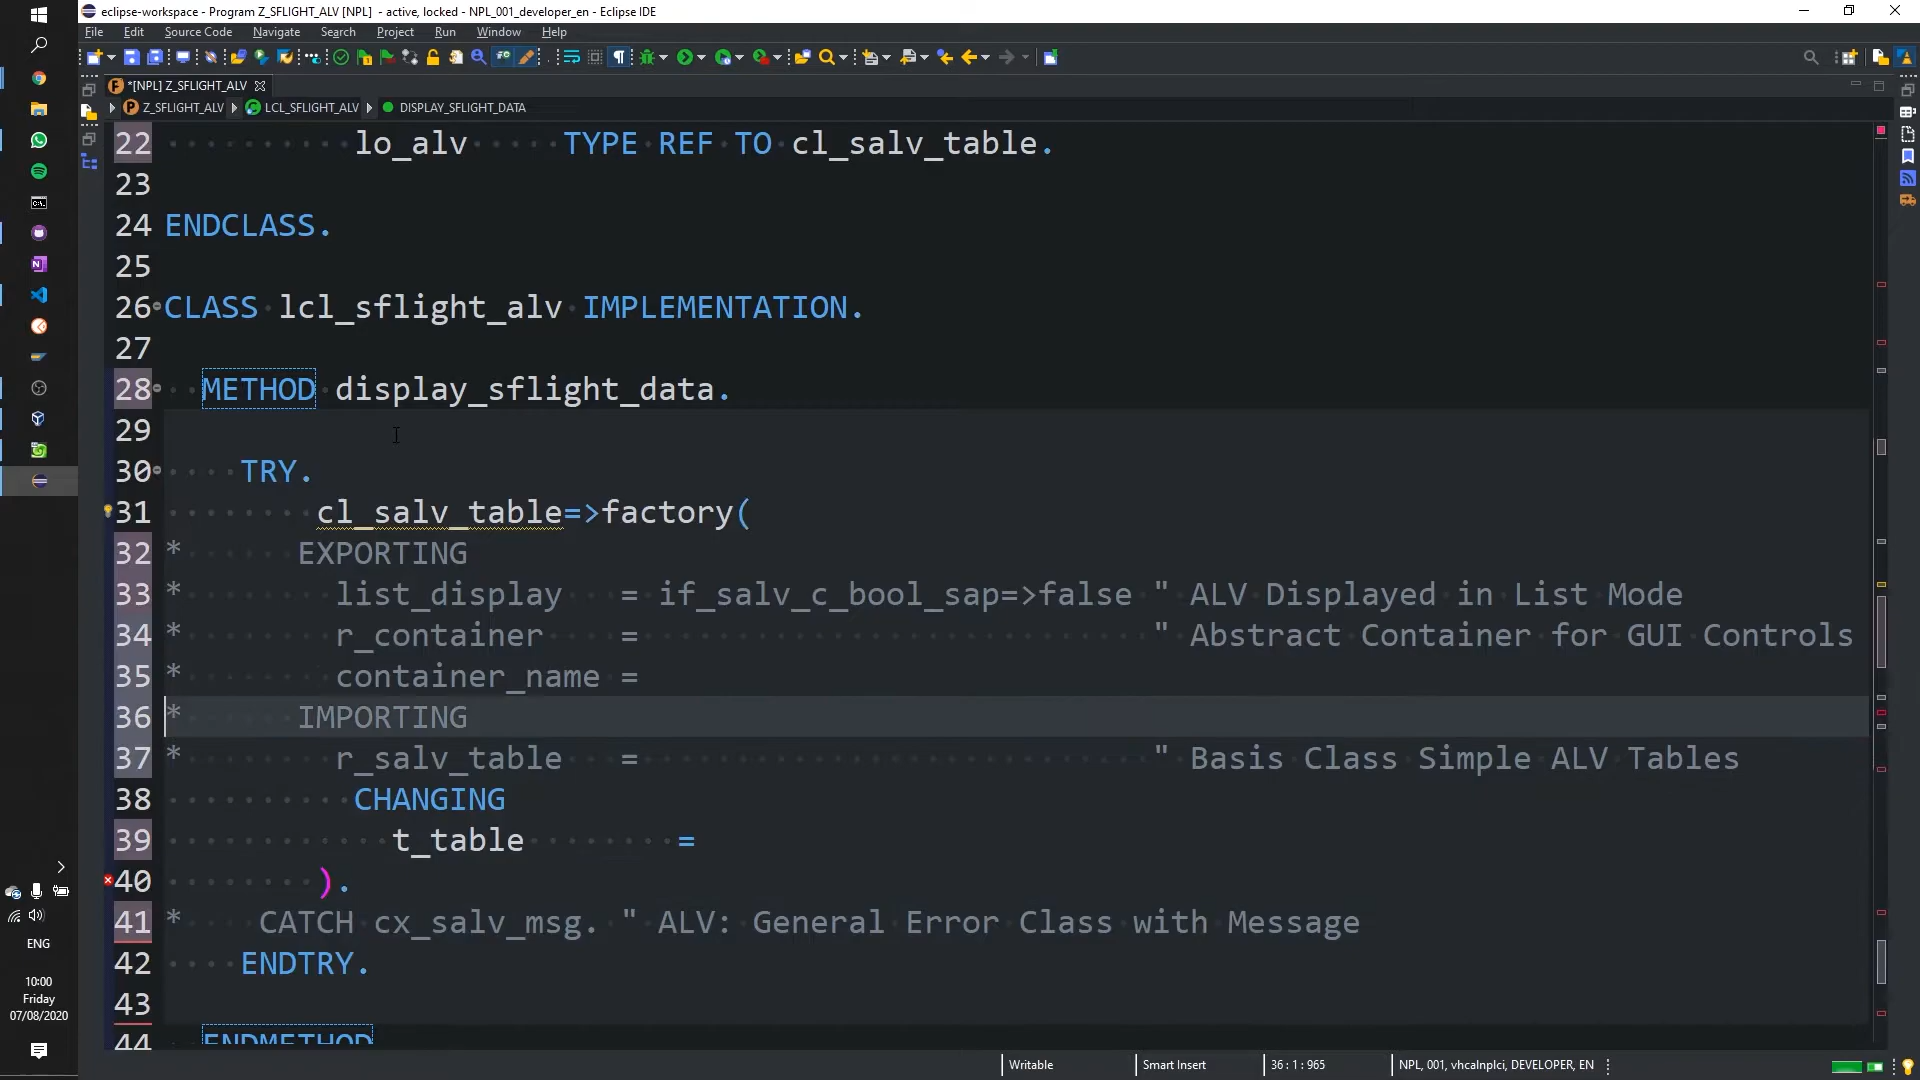 eclipse-workspace - Program Z_SFLIGHT_ALV [NPL] - active, locked - NPL_001_developer_en - Eclipse IDE
File Edit Source Code Navigate Search Project Run Window Help
*[NPL] Z_SFLIGHT_ALV
Z_SFLIGHT_ALV LCL_SFLIGHT_ALV DISPLAY_SFLIGHT_DATA
22 lo_alv TYPE REF TO cl_salv_table.
23
24 ENDCLASS.
25
26 CLASS lcl_sflight_alv IMPLEMENTATION.
27
28 METHOD display_sflight_data.
29
30 TRY.
31 cl_salv_table=>factory(
32 * EXPORTING
33 * list_display = if_salv_c_bool_sap=>false " ALV Displayed in List Mode
34 * r_container = " Abstract Container for GUI Controls
35 * container_name =
36 * IMPORTING
37 * r_salv_table = " Basis Class Simple ALV Tables
38 CHANGING
39 t_table =
40 ).
41 * CATCH cx_salv_msg. " ALV: General Error Class with Message
42 ENDTRY.
43
44 ENDMETHOD
ENG
10:00
Friday
07/08/2020
Writable Smart Insert 36 : 1 : 965 NPL, 001, vhcalnplci, DEVELOPER, EN